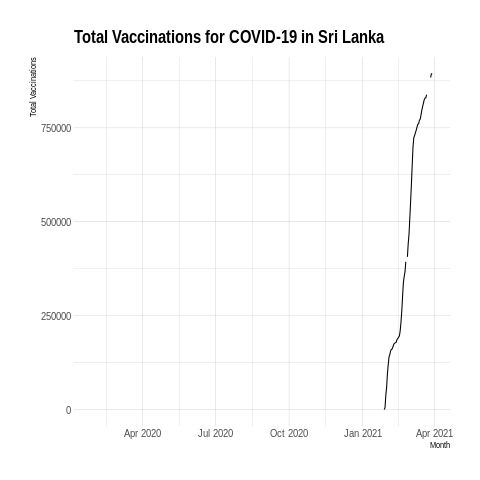 Total Vaccinations for COVID-19 in Sri Lanka
Total Vaccinations
750000
500000
250000
0
Apr 2020 Jul 2020 Oct 2020 Jan 2021 Apr 2021
Month